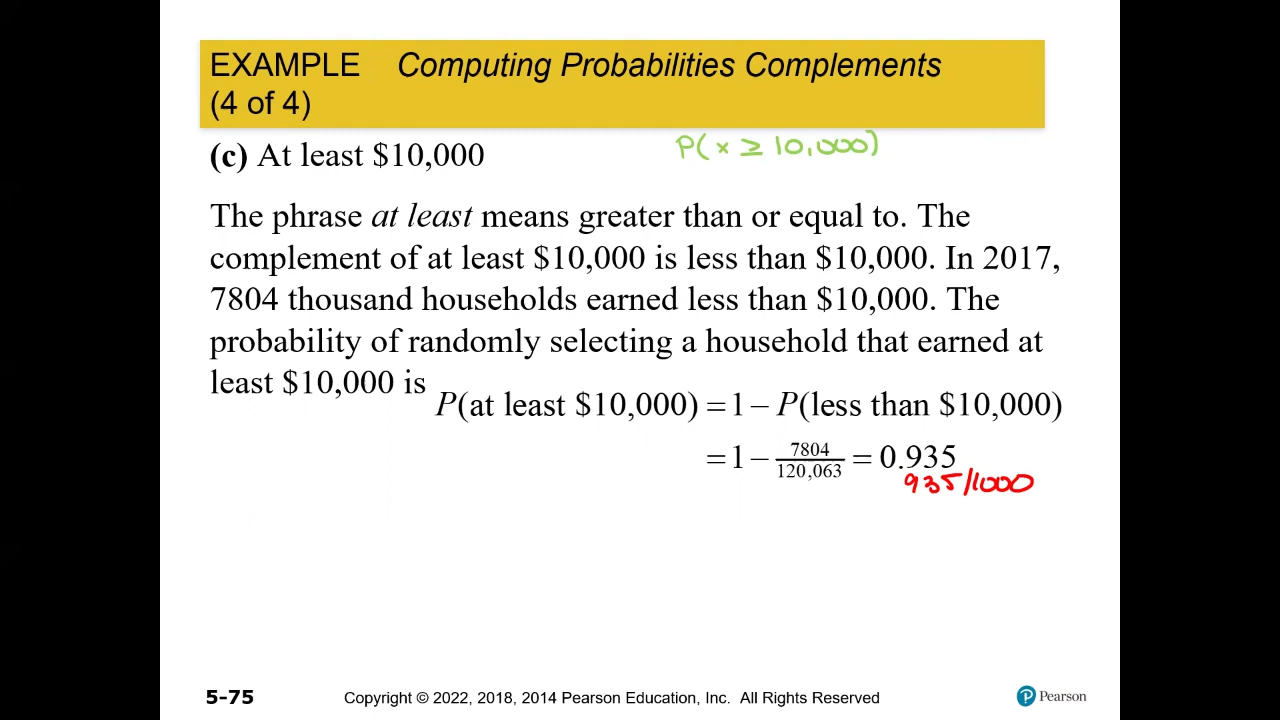 EXAMPLE Computing Probabilities Complements
(4 of 4)
(c) At least $10,000
P( x ≥ 10,000)
The phrase at least means greater than or equal to. The
complement of at least $10,000 is less than $10,000. In 2017,
7804 thousand households earned less than $10,000. The
probability of randomly selecting a household that earned at
least $10,000 is
P(at least $10,000) = 1 − P(less than $10,000)
= 1 − 7804/120,063 = 0.935
935/1000
5-75
Copyright © 2022, 2018, 2014 Pearson Education, Inc. All Rights Reserved
P Pearson